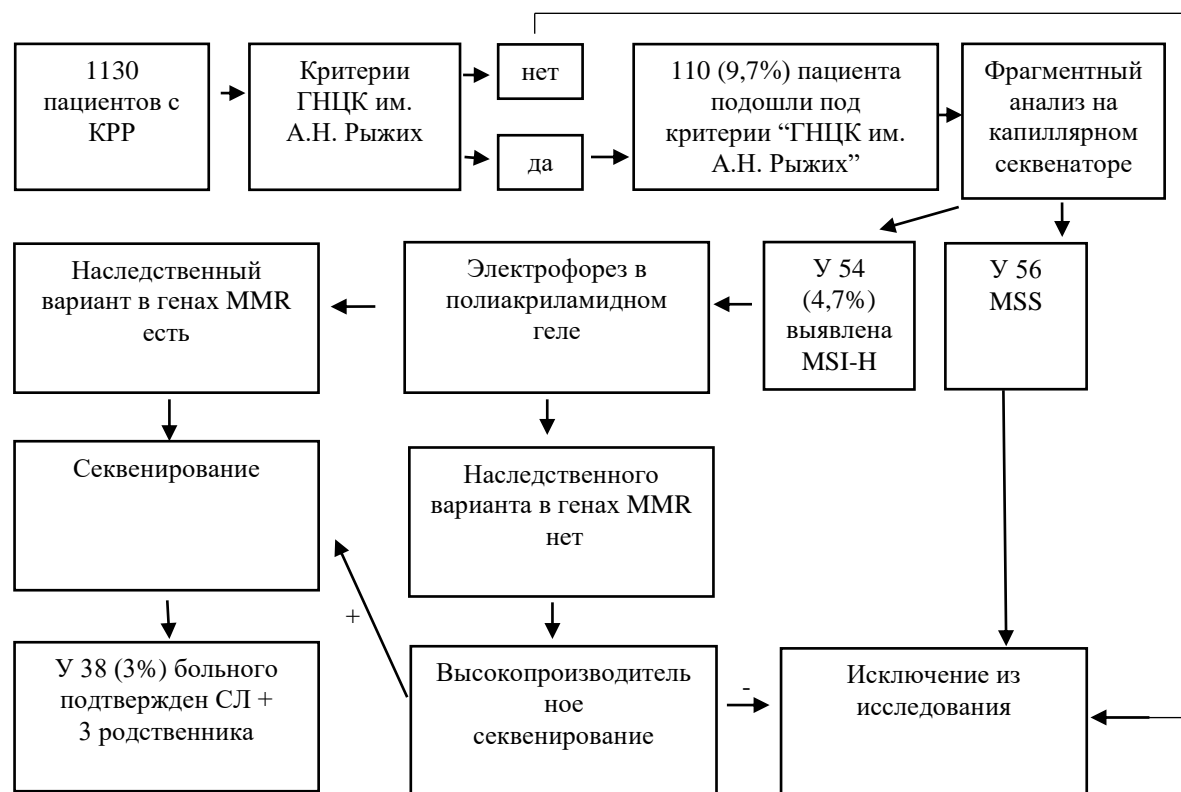 1130
пациентов с
КРР
Критерии
ГНЦК им.
А.Н. Рыжих
нет
да
110 (9,7%) пациента
подошли под
критерии “ГНЦК им.
А.Н. Рыжих”
Фрагментный
анализ на
капиллярном
секвенаторе
Наследственный
вариант в генах MMR
есть
Электрофорез в
полиакриламидном
геле
У 54
(4,7%)
выявлена
MSI-H
У 56
MSS
Секвенирование
Наследственного
варианта в генах MMR
нет
+
У 38 (3%) больного
подтвержден СЛ +
3 родственника
Высокопроизводитель
ное
секвенирование
-
Исключение из
исследования